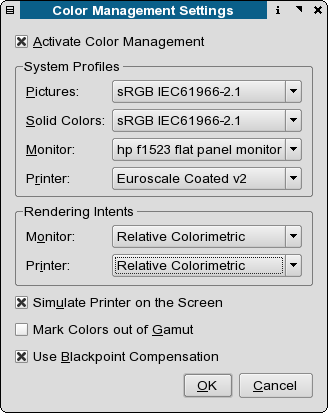 Color Management Settings
Activate Color Management
System Profiles
Pictures: sRGB IEC61966-2.1
Solid Colors: sRGB IEC61966-2.1
Monitor: hp f1523 flat panel monitor
Printer: Euroscale Coated v2
Rendering Intents
Monitor: Relative Colorimetric
Printer: Relative Colorimetric
Simulate Printer on the Screen
Mark Colors out of Gamut
Use Blackpoint Compensation
OK Cancel